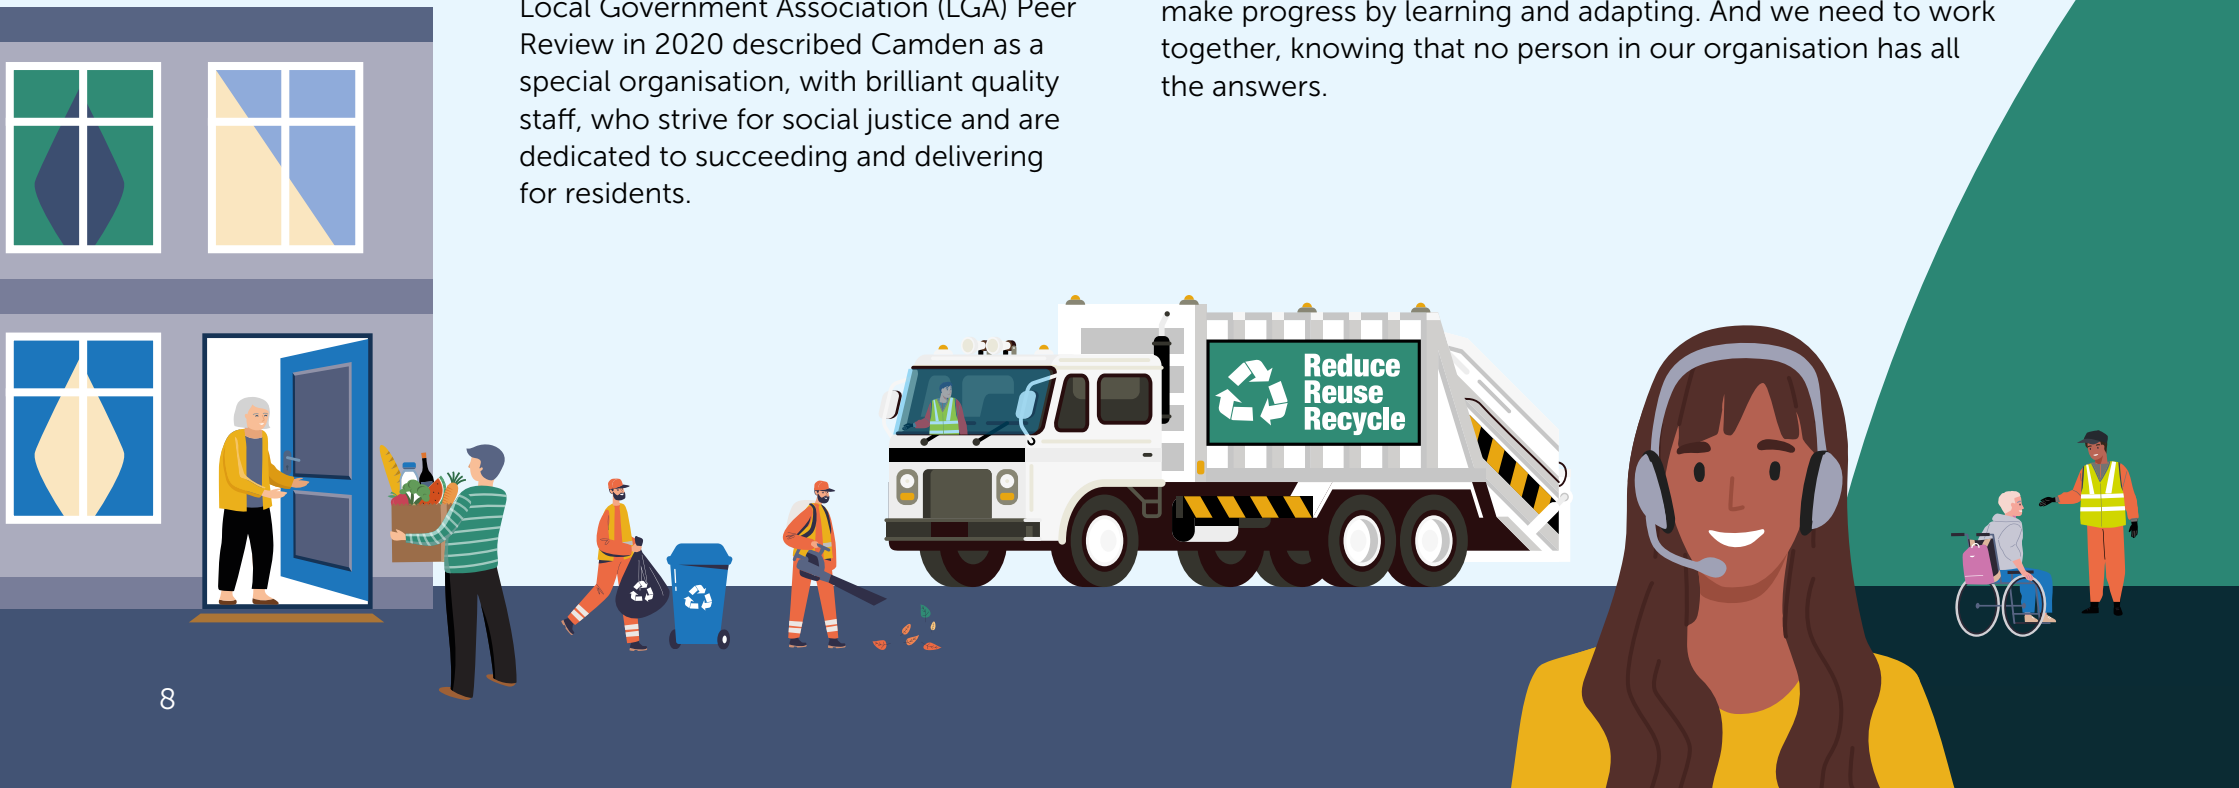 Local Government Association (LGA) Peer
Review in 2020 described Camden as a
special organisation, with brilliant quality
staff, who strive for social justice and are
dedicated to succeeding and delivering
for residents.
make progress by learning and adapting. And we need to work
together, knowing that no person in our organisation has all
the answers.
Reduce
Reuse
Recycle
8